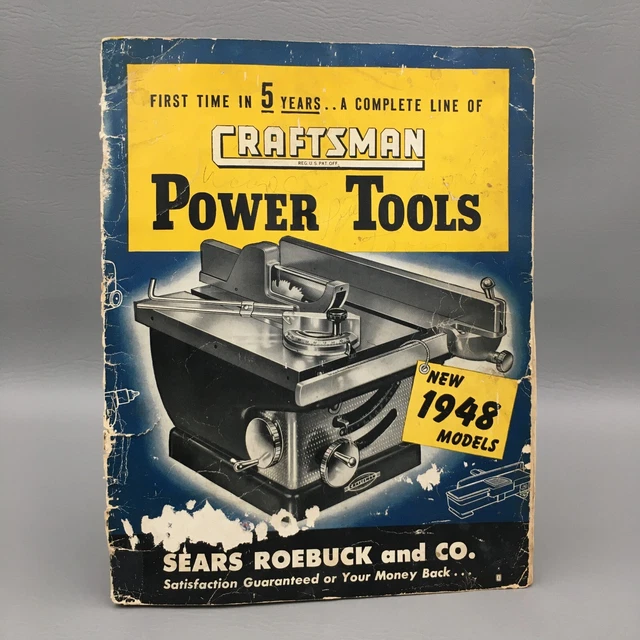 FIRST TIME IN 5 YEARS.. A COMPLETE LINE OF
CRAFTSMAN
REG. U.S. PAT. OFF.
POWER TOOLS
NEW
1948
MODELS
CRAFTSMAN
SEARS ROEBUCK and CO.
Satisfaction Guaranteed or Your Money Back...